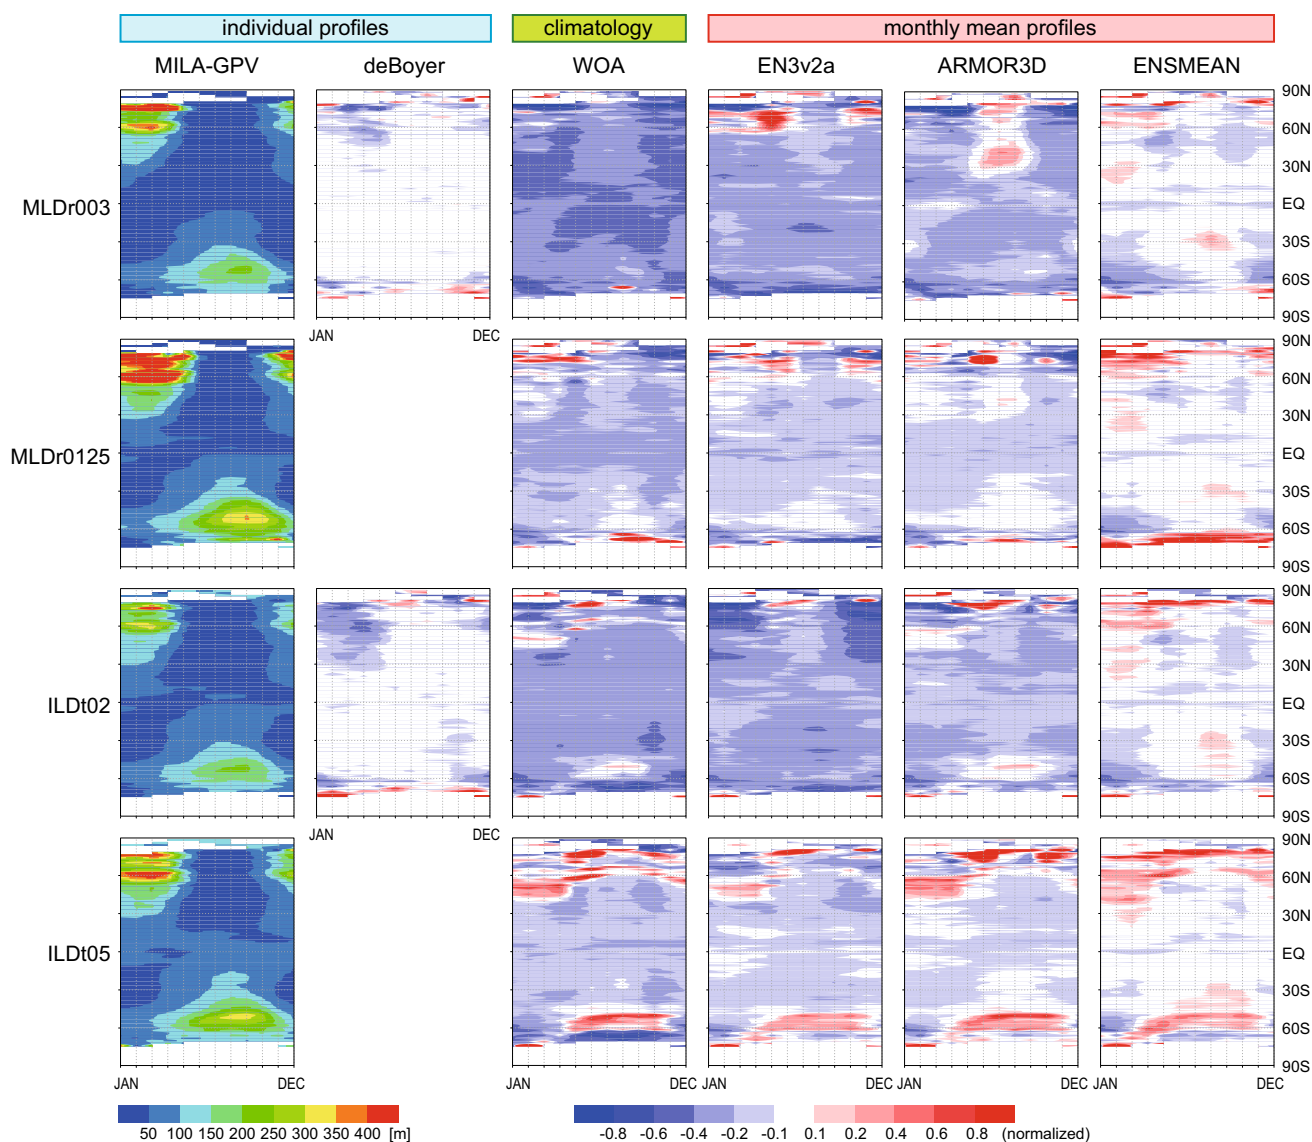 individual profiles climatology monthly mean profiles
MILA-GPV deBoyer WOA EN3v2a ARMOR3D ENSMEAN
90N
60N
30N
MLDr003 EQ
30S
60S
90S
JAN DEC
90N
60N
30N
MLDr0125 EQ
30S
60S
90S
90N
60N
30N
ILDt02 EQ
30S
60S
90S
JAN DEC
90N
60N
30N
ILDt05 EQ
30S
60S
90S
JAN DEC JAN DEC JAN DEC JAN DEC JAN DEC
50 100 150 200 250 300 350 400 [m]
-0.8 -0.6 -0.4 -0.2 -0.1 0.1 0.2 0.4 0.6 0.8 (normalized)